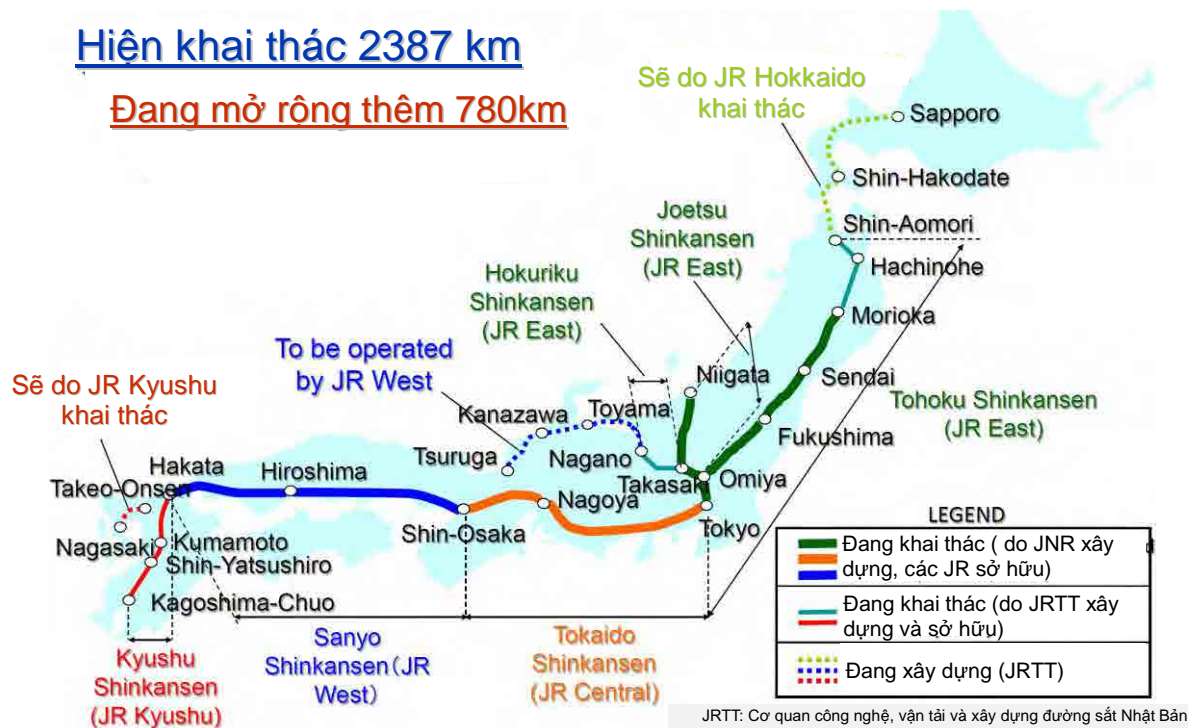 Hiện khai thác 2387 km
Đang mở rộng thêm 780km
Sẽ do JR Hokkaido
khai thác
Sapporo
Shin-Hakodate
Joetsu
Shinkansen
(JR East)
Shin-Aomori
Hachinohe
Hokuriku
Shinkansen
(JR East)
Morioka
To be operated
by JR West
Niigata
Sendai
Sẽ do JR Kyushu
khai thác
Kanazawa
Toyama
Tohoku Shinkansen
(JR East)
Fukushima
Tsuruga
Nagano
Hakata
Hiroshima
Takasaki
Omiya
Takeo-Onsen
Nagoya
Shin-Osaka
Tokyo
Nagasaki
Kumamoto
Shin-Yatsushiro
Kagoshima-Chuo
LEGEND
Đang khai thác ( do JNR xây
dựng, các JR sở hữu)
Đang khai thác (do JRTT xây
dựng và sở hữu)
Đang xây dựng (JRTT)
Kyushu
Shinkansen
(JR Kyushu)
Sanyo
Shinkansen(JR
West)
Tokaido
Shinkansen
(JR Central)
JRTT: Cơ quan công nghệ, vận tải và xây dựng đường sắt Nhật Bản